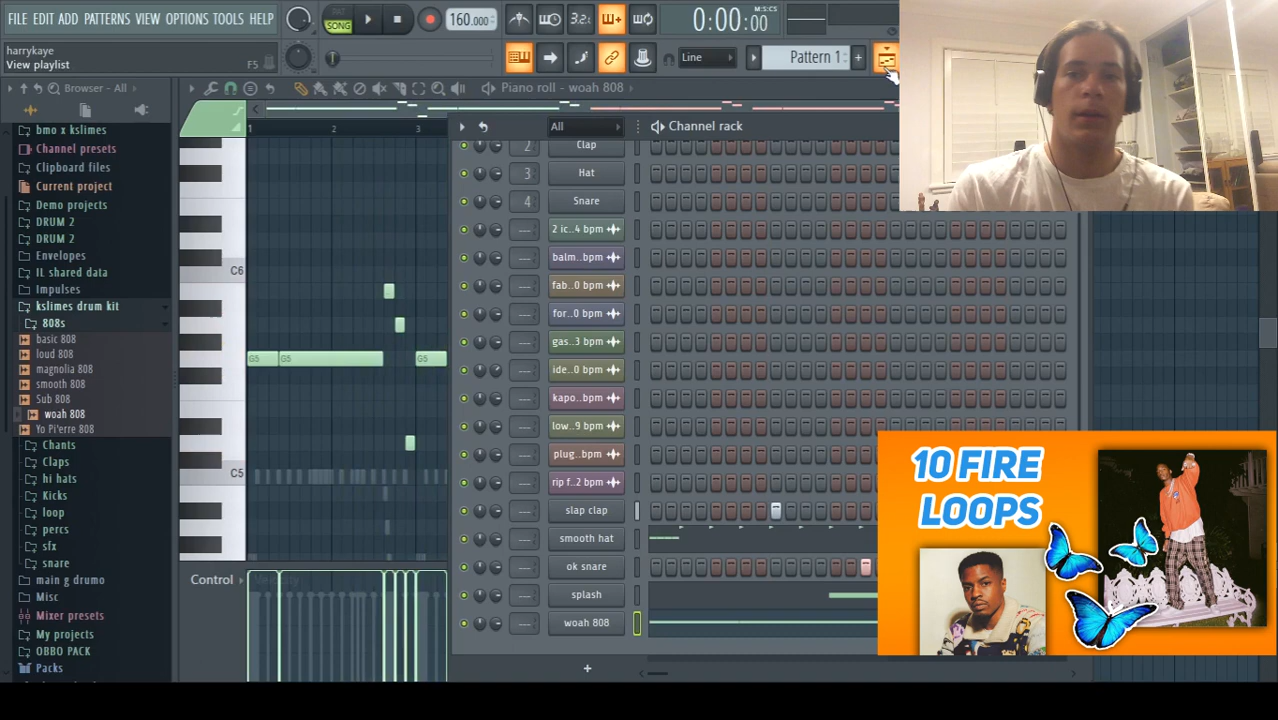 FILE EDIT ADD PATTERNS VIEW OPTIONS TOOLS HELP
SONG
160.000
3.2.
0:00:00
M:S:CS
harrykaye
View playlist
F5
Line
Pattern 1
Browser - All
Piano roll - woah 808
bmo x kslimes
Channel presets
Clipboard files
Current project
Demo projects
DRUM 2
DRUM 2
Envelopes
IL shared data
Impulses
kslimes drum kit
808s
basic 808
loud 808
magnolia 808
smooth 808
Sub 808
woah 808
Yo Pi'erre 808
Chants
Claps
hi hats
Kicks
loop
percs
sfx
snare
main g drumo
Misc
Mixer presets
My projects
OBBO PACK
Packs
1
2
3
C6
G5
G5
G5
C5
Control
Velocity
All
Channel rack
2 Clap
3 Hat
4 Snare
2 ic..4 bpm
balm..bpm
fab..0 bpm
for..0 bpm
gas..3 bpm
ide..0 bpm
kapo..bpm
low..9 bpm
plug..bpm
rip f..2 bpm
slap clap
smooth hat
ok snare
splash
woah 808
10 FIRE
LOOPS